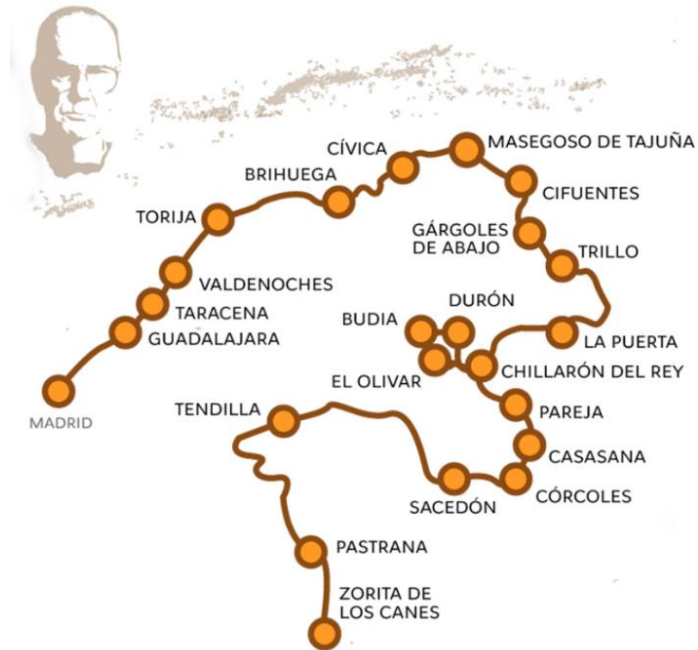 MASEGOSO DE TAJUÑA
CÍVICA
BRIHUEGA
CIFUENTES
TORIJA
GÁRGOLES
DE ABAJO
TRILLO
VALDENOCHES
TARACENA
DURÓN
BUDIA
GUADALAJARA
LA PUERTA
CHILLARÓN DEL REY
EL OLIVAR
MADRID
TENDILLA
PAREJA
CASASANA
SACEDÓN
CÓRCOLES
PASTRANA
ZORITA DE
LOS CANES